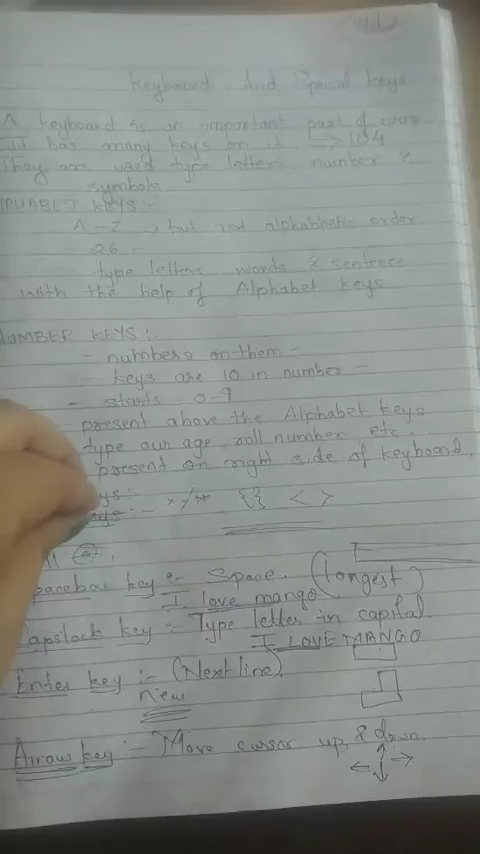 Keyboard And Special Keys
A keyboard is an important part of
It has many keys on it → 104
They are used type letters number &
symbols
ALPHABET KEYS :-
A - Z → but not alphabhetic order
26 -
type letters words & sentence
with the help of Alphabet keys
NUMBER KEYS :-
- numbers on them -
- keys are 10 in number -
- starts 0-9
- present above the Alphabet keys
type our age, roll number etc.
present on right side of keyboard.
{} < >
Spacebar key :- Space. (longest)
I love mango
Capslock key :- Type letter in capital.
I LOVE MANGO
Enter key :- (Next line).
new
Arrow key :- Move cursor up & down.